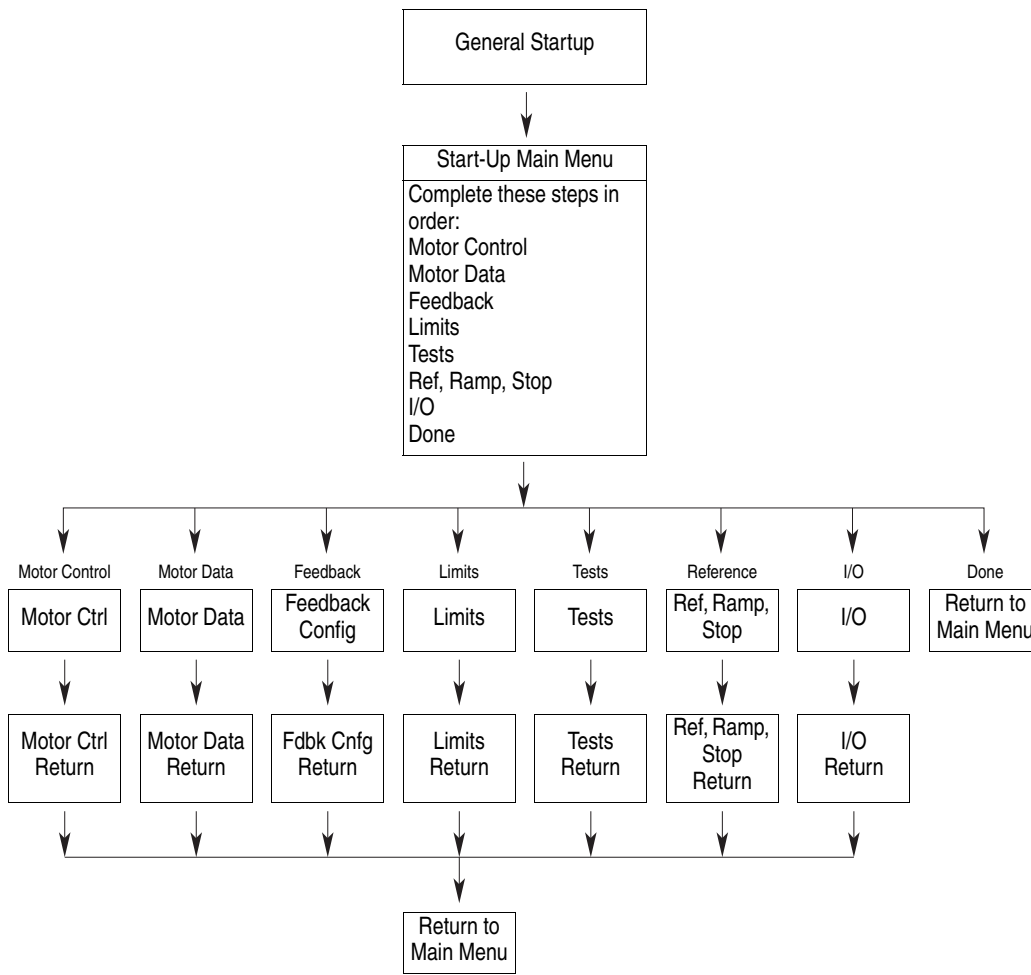 General Startup
Start-Up Main Menu
Complete these steps in
order:
Motor Control
Motor Data
Feedback
Limits
Tests
Ref, Ramp, Stop
I/O
Done
Motor Control
Motor Data
Feedback
Limits
Tests
Reference
I/O
Done
Motor Ctrl
Motor Data
Feedback
Config
Limits
Tests
Ref, Ramp,
Stop
I/O
Return to
Main Menu
Motor Ctrl
Return
Motor Data
Return
Fdbk Cnfg
Return
Limits
Return
Tests
Return
Ref, Ramp,
Stop
Return
I/O
Return
Return to
Main Menu